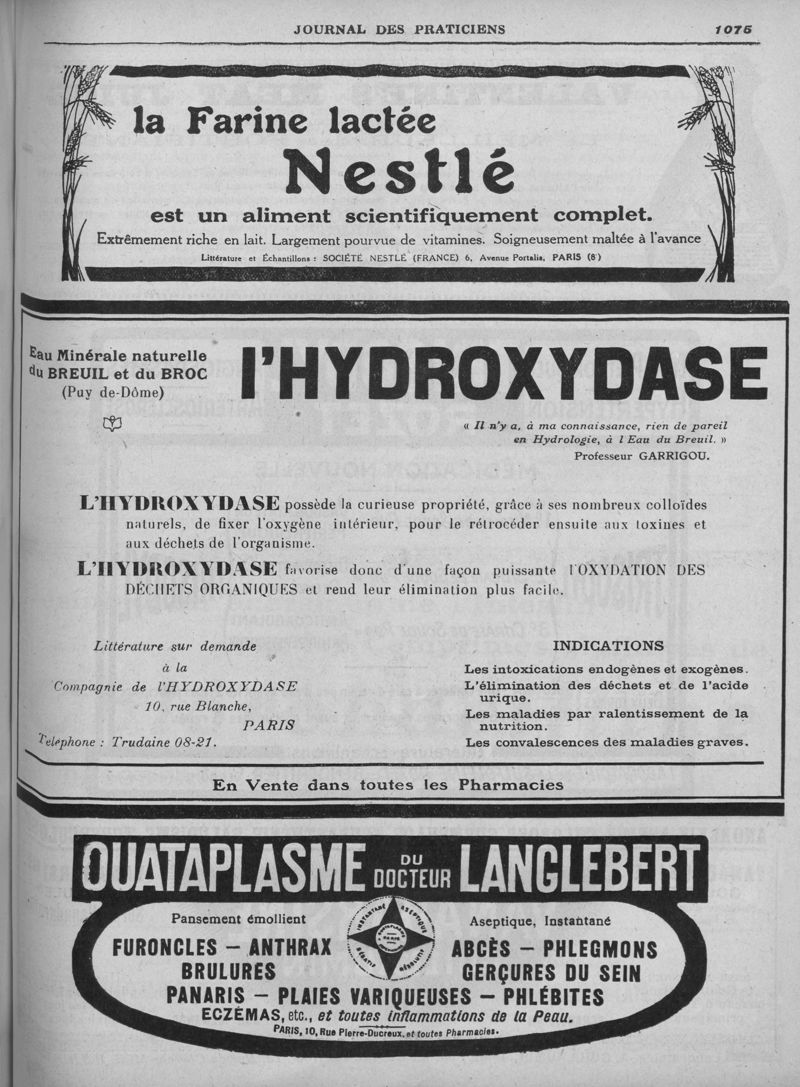 JOURNAL DES PRATICIENS 1075
la Farine lactée
Nestlé
est un aliment scientifiquement complet.
Extrêmement riche en lait. Largement pourvue de vitamines. Soigneusement maltée à l'avance
Littérature et Échantillons : SOCIÉTÉ NESTLÉ (FRANCE) 6, Avenue Portalis, PARIS (8ᵉ)
Eau Minérale naturelle
du BREUIL et du BROC
(Puy de-Dôme)
l'HYDROXYDASE
« Il n'y a, à ma connaissance, rien de pareil
en Hydrologie, à l'Eau du Breuil. »
Professeur GARRIGOU.
L'HYDROXYDASE possède la curieuse propriété, grâce à ses nombreux colloïdes
naturels, de fixer l'oxygène intérieur, pour le rétrocéder ensuite aux toxines et
aux déchets de l'organisme.
L'HYDROXYDASE favorise donc d'une façon puissante l'OXYDATION DES
DÉCHETS ORGANIQUES et rend leur élimination plus facile.
Littérature sur demande
à la
Compagnie de l'HYDROXYDASE
10, rue Blanche,
PARIS
Téléphone : Trudaine 08-21.
INDICATIONS
Les intoxications endogènes et exogènes.
L'élimination des déchets et de l'acide
urique.
Les maladies par ralentissement de la
nutrition.
Les convalescences des maladies graves.
En Vente dans toutes les Pharmacies
OUATAPLASME DU DOCTEUR LANGLEBERT
Pansement émollient
Aseptique, Instantané
FURONCLES – ANTHRAX
BRULURES
ABCÈS – PHLEGMONS
GERÇURES DU SEIN
PANARIS – PLAIES VARIQUEUSES – PHLÉBITES
ECZÉMAS, etc., et toutes inflammations de la Peau.
PARIS, 10, Rue Pierre-Ducreux, et toutes Pharmacies.